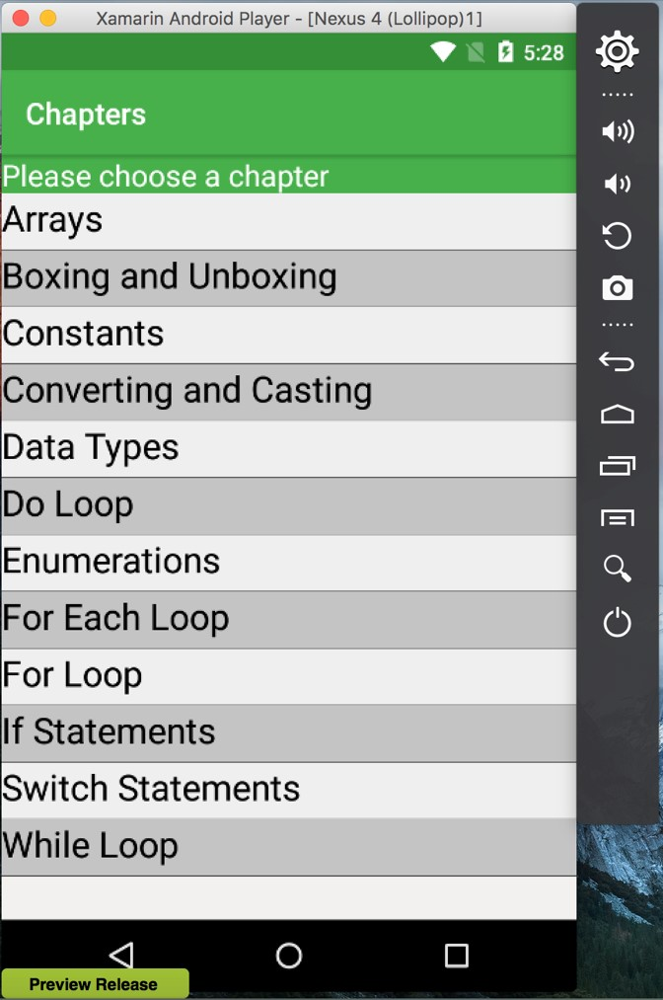 Xamarin Android Player - [Nexus 4 (Lollipop)1]
5:28
Chapters
Please choose a chapter
Arrays
Boxing and Unboxing
Constants
Converting and Casting
Data Types
Do Loop
Enumerations
For Each Loop
For Loop
If Statements
Switch Statements
While Loop
Preview Release